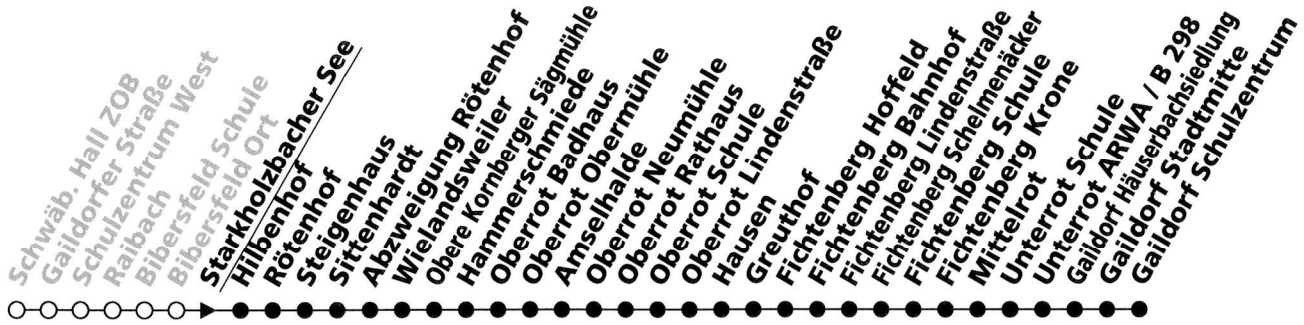 Schwäb. Hall ZOB
Gaildorfer Straße
Schulzentrum West
Raibach
Bibersfeld Schule
Bibersfeld Ort
Starkholzbacher See
Hilbenhof
Rötenhof
Steigenhaus
Sittenhardt
Abzweigung Rötenhof
Wielandsweiler
Obere Kornberger Sägmühle
Hammerschmiede
Oberrot Badhaus
Oberrot Obermühle
Amselhalde
Oberrot Neumühle
Oberrot Rathaus
Oberrot Schule
Oberrot Lindenstraße
Hausen
Greuthof
Fichtenberg Hoffeld
Fichtenberg Bahnhof
Fichtenberg Lindenstraße
Fichtenberg Schelmenäcker
Fichtenberg Schule
Fichtenberg Krone
Mittelrot
Unterrot Schule
Unterrot ARWA / B 298
Gaildorf Häuserbachsiedlung
Gaildorf Stadtmitte
Gaildorf Schulzentrum